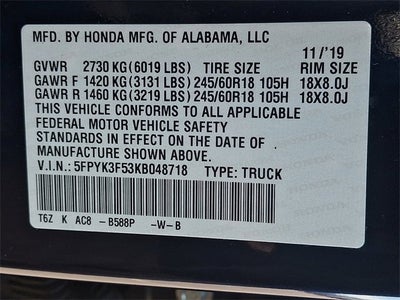 MFD. BY HONDA MFG. OF ALABAMA, LLC
11/'19
GVWR 2730 KG(6019 LBS) TIRE SIZE RIM SIZE
GAWR F 1420 KG(3131 LBS) 245/60R18 105H 18X8.0J
GAWR R 1460 KG(3219 LBS) 245/60R18 105H 18X8.0J
THIS VEHICLE CONFORMS TO ALL APPLICABLE
FEDERAL MOTOR VEHICLE SAFETY
STANDARDS IN EFFECT ON THE DATE OF
MANUFACTURE SHOWN ABOVE.
V.I.N.: 5FPYK3F53KB048718 TYPE: TRUCK
T6Z K AC8 -B588P -W-B